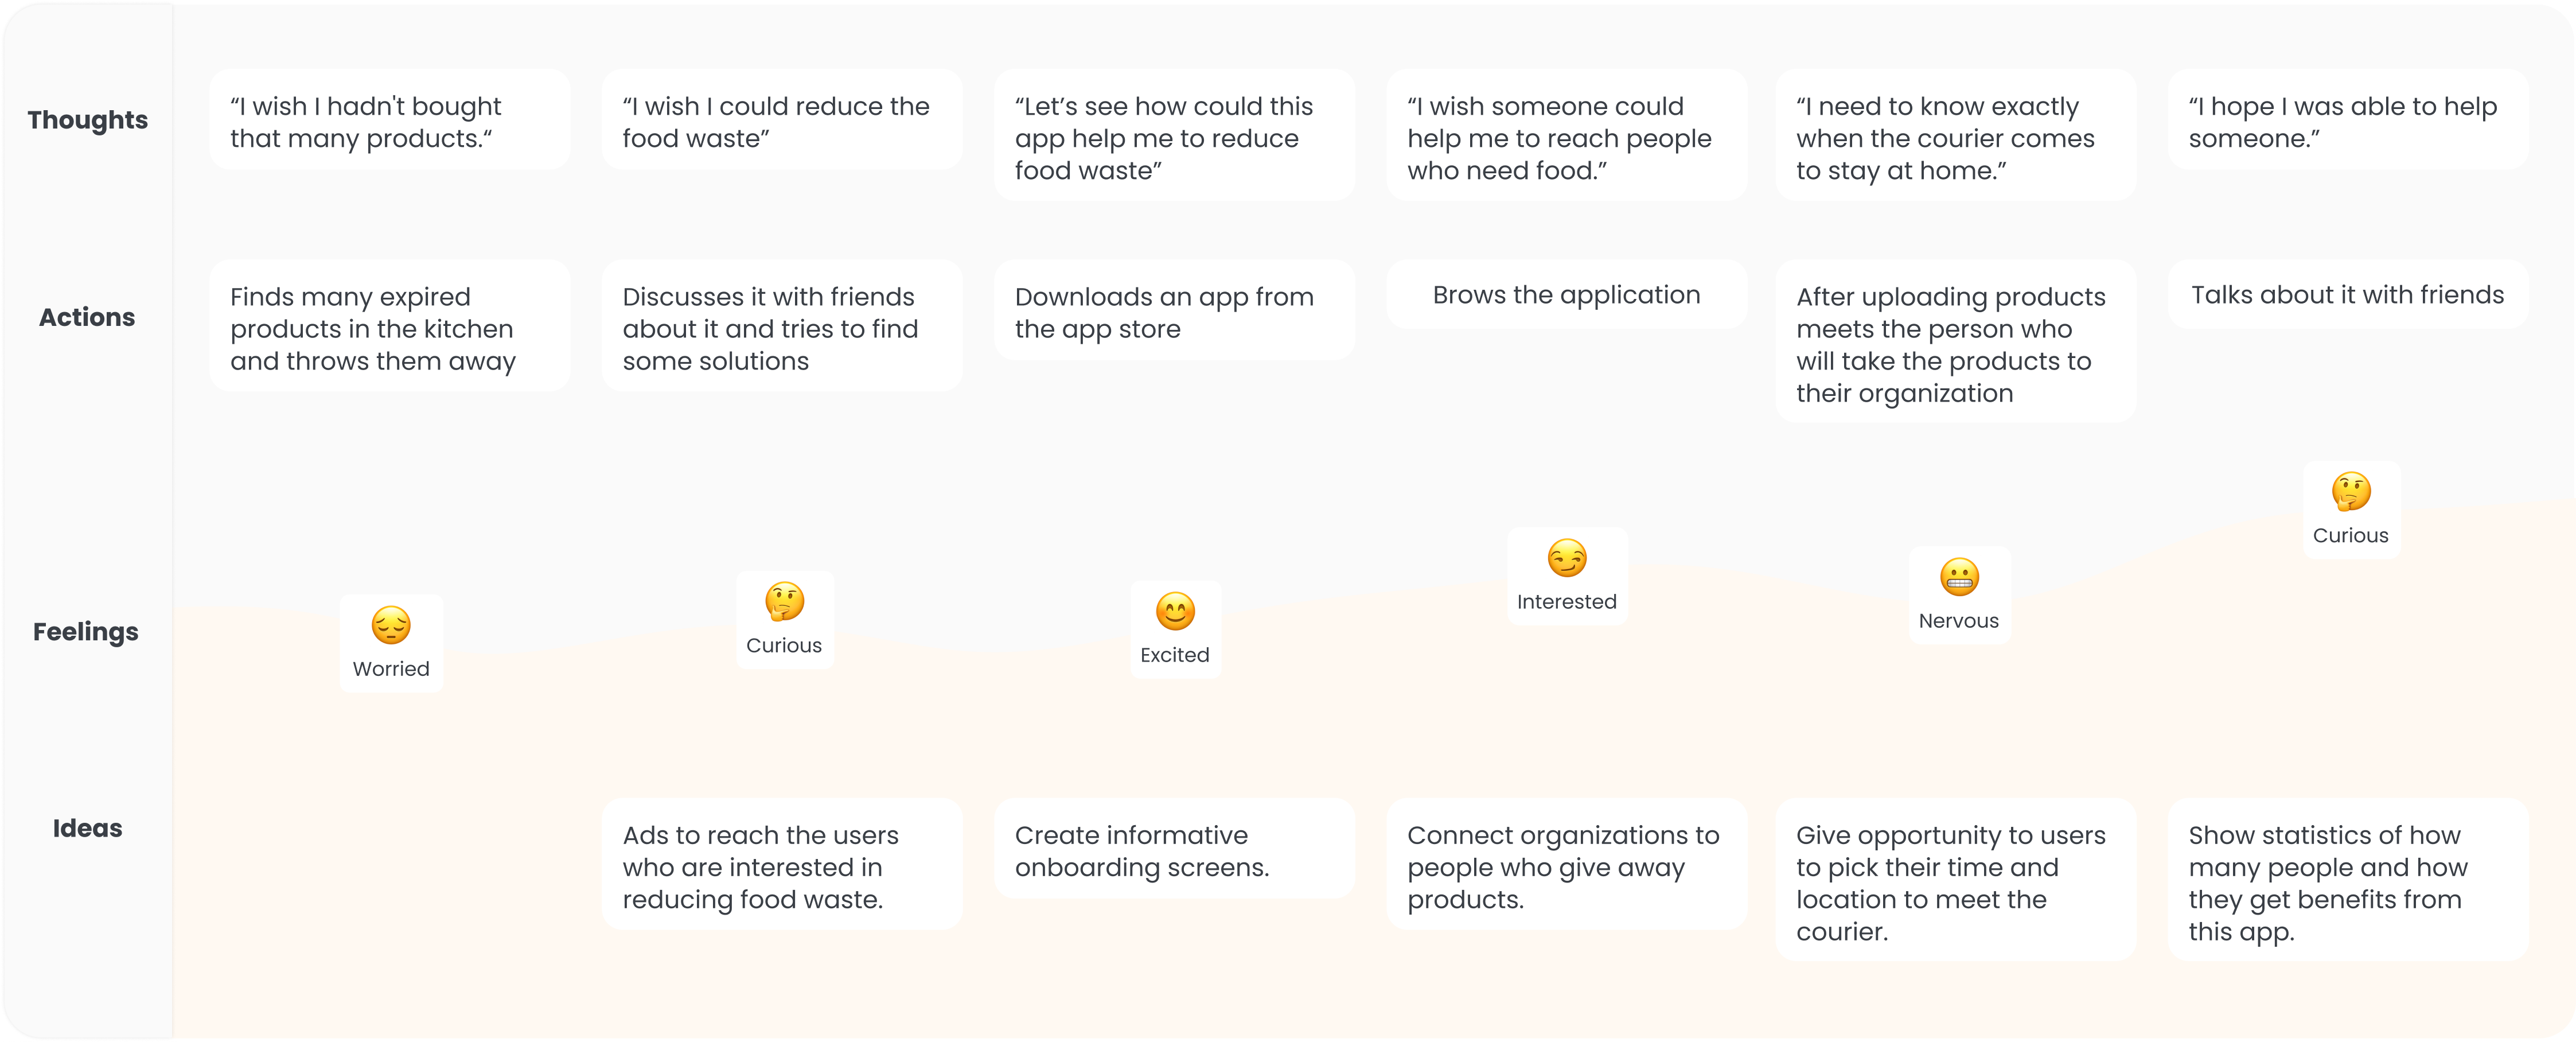 Thoughts
“I wish I hadn't bought
that many products.“
“I wish I could reduce the
food waste”
“Let’s see how could this
app help me to reduce
food waste”
“I wish someone could
help me to reach people
who need food.”
“I need to know exactly
when the courier comes
to stay at home.”
“I hope I was able to help
someone.”
Actions
Finds many expired
products in the kitchen
and throws them away
Discusses it with friends
about it and tries to find
some solutions
Downloads an app from
the app store
Brows the application
After uploading products
meets the person who
will take the products to
their organization
Talks about it with friends
Feelings
Worried
Curious
Excited
Interested
Nervous
Curious
Ideas
Ads to reach the users
who are interested in
reducing food waste.
Create informative
onboarding screens.
Connect organizations to
people who give away
products.
Give opportunity to users
to pick their time and
location to meet the
courier.
Show statistics of how
many people and how
they get benefits from
this app.